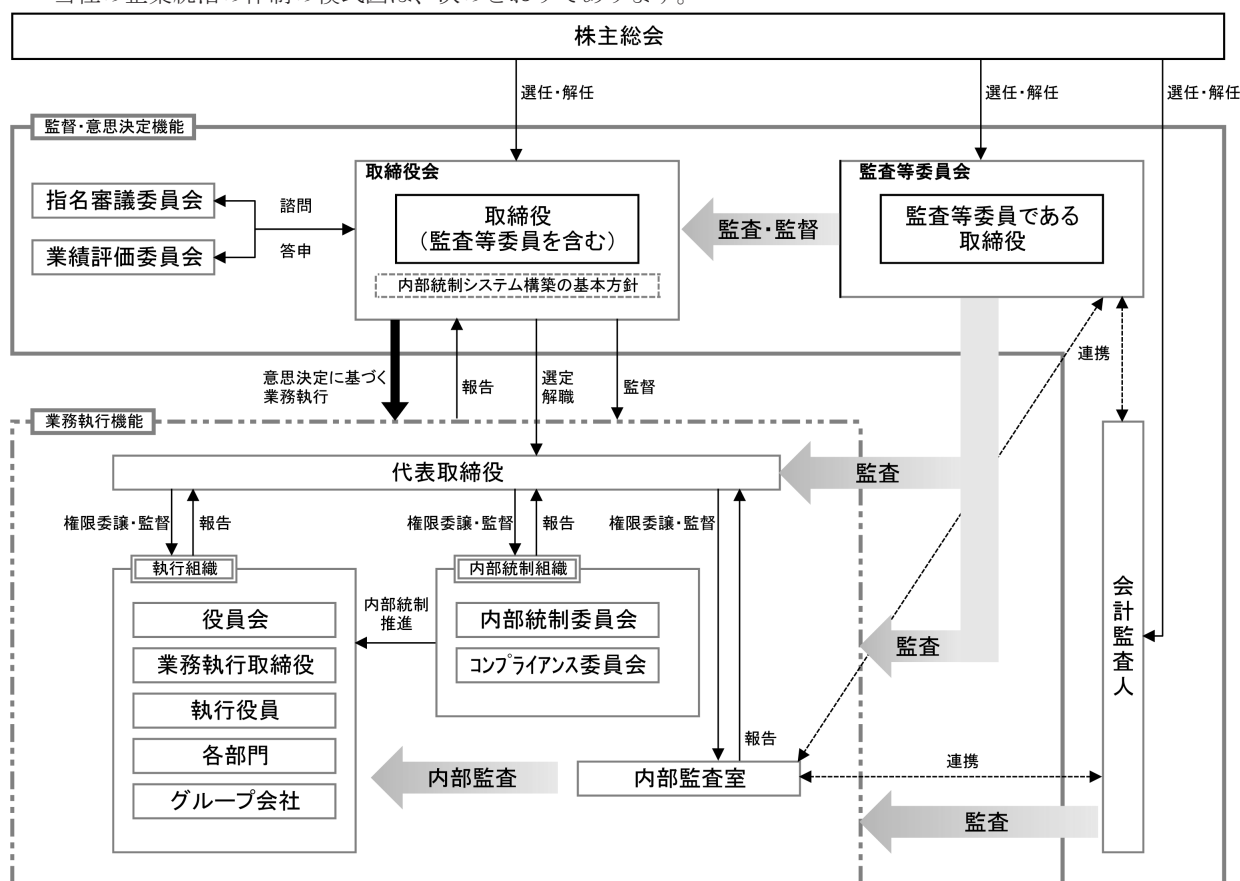 当社の企業統治の体制の模式図は、次のとおりであります。
株主総会
選任・解任
選任・解任
選任・解任
監督・意思決定機能
取締役会
監査等委員会
指名審議委員会
業績評価委員会
諮問
答申
取締役
（監査等委員を含む）
内部統制システム構築の基本方針
監査・監督
監査等委員である
取締役
意思決定に基づく
業務執行
報告
選定
解職
監督
連携
業務執行機能
代表取締役
監査
権限委譲・監督
報告
権限委譲・監督
報告
権限委譲・監督
執行組織
内部統制組織
役員会
業務執行取締役
執行役員
各部門
グループ会社
内部統制
推進
内部統制委員会
コンプライアンス委員会
監査
会計監査人
報告
内部監査
内部監査室
連携
監査